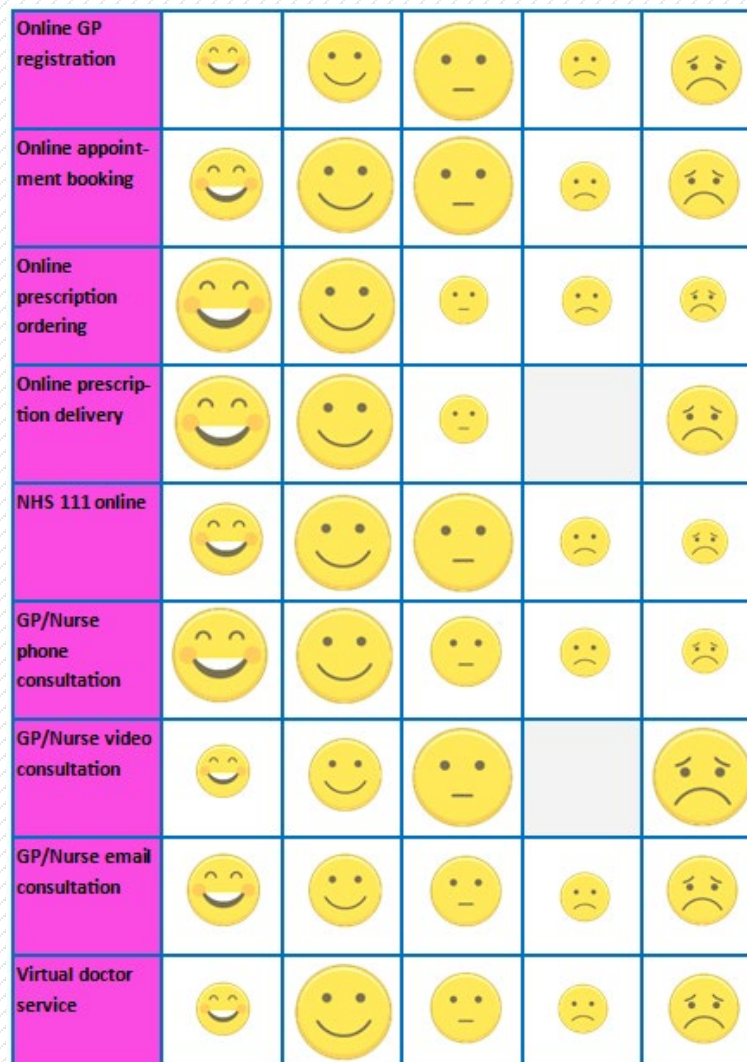 Online GP
registration
Online appoint-
ment booking
Online
prescription
ordering
Online prescrip-
tion delivery
NHS 111 online
GP/Nurse
phone
consultation
GP/Nurse video
consultation
GP/Nurse email
consultation
Virtual doctor
service